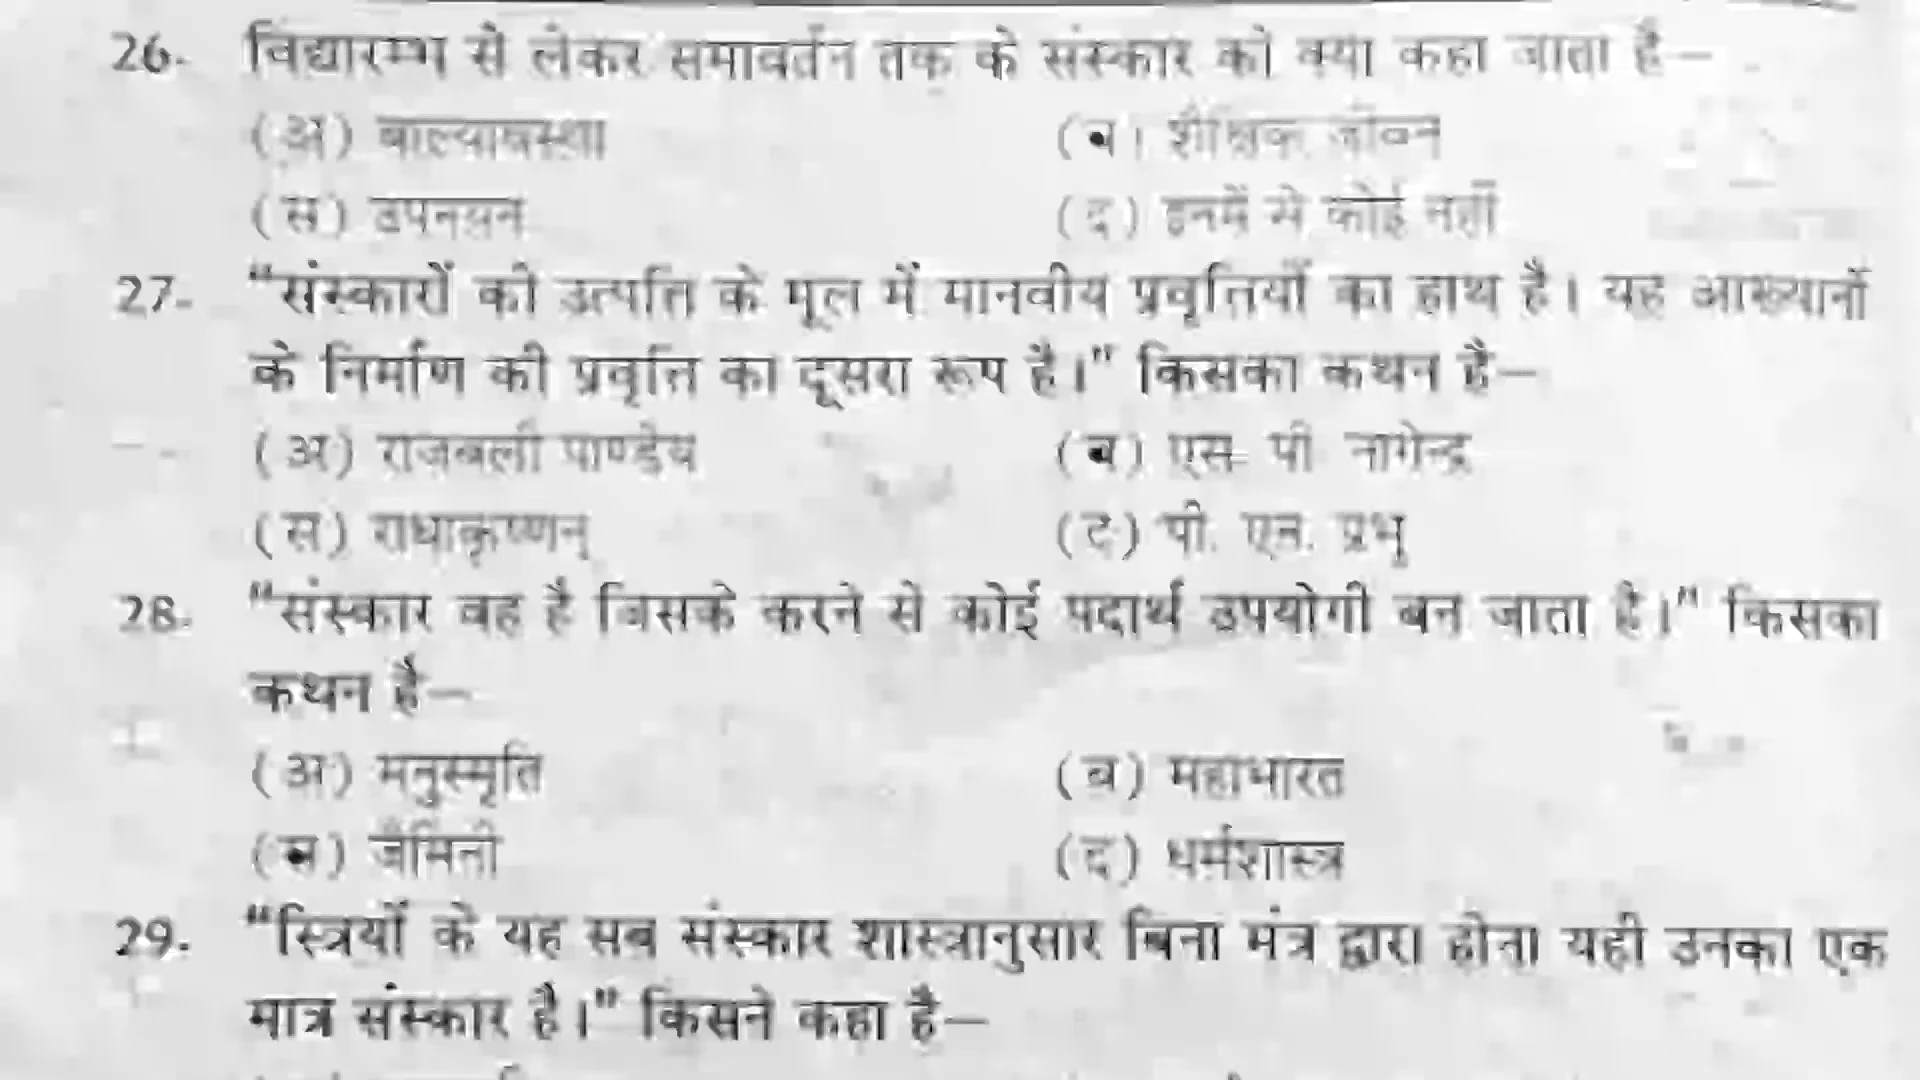 26. विद्यारम्भ से लेकर समावर्तन तक के संस्कार को क्या कहा जाता है—
(अ) बाल्यावस्था (ब) शैक्षिक जीवन
(स) उपनयन (द) इनमें से कोई नहीं
27. "संस्कारों की उत्पत्ति के मूल में मानवीय प्रवृत्तियों का हाथ है। यह आख्यानों
के निर्माण की प्रवृत्ति का दूसरा रूप है।" किसका कथन है—
(अ) राजबली पाण्डेय (ब) एस. पी. नागेन्द्र
(स) राधाकृष्णन् (द) पी. एन. प्रभु
28. "संस्कार वह है जिसके करने से कोई पदार्थ उपयोगी बन जाता है।" किसका
कथन है—
(अ) मनुस्मृति (ब) महाभारत
(स) जैमिनी (द) धर्मशास्त्र
29. "स्त्रियों के यह सब संस्कार शास्त्रानुसार बिना मंत्र द्वारा होना यही उनका एक
मात्र संस्कार है।" किसने कहा है—